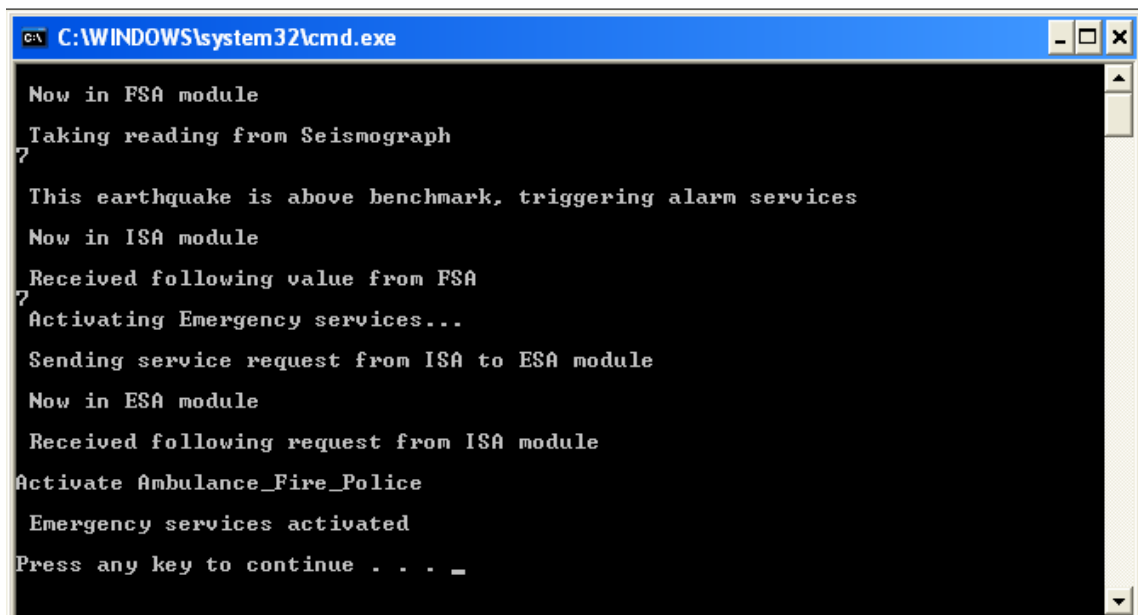 C:\WINDOWS\system32\cmd.exe
Now in FSA module
Taking reading from Seismograph
7
This earthquake is above benchmark, triggering alarm services
Now in ISA module
Received following value from FSA
7
Activating Emergency services...
Sending service request from ISA to ESA module
Now in ESA module
Received following request from ISA module
Activate Ambulance_Fire_Police
Emergency services activated
Press any key to continue . . . _